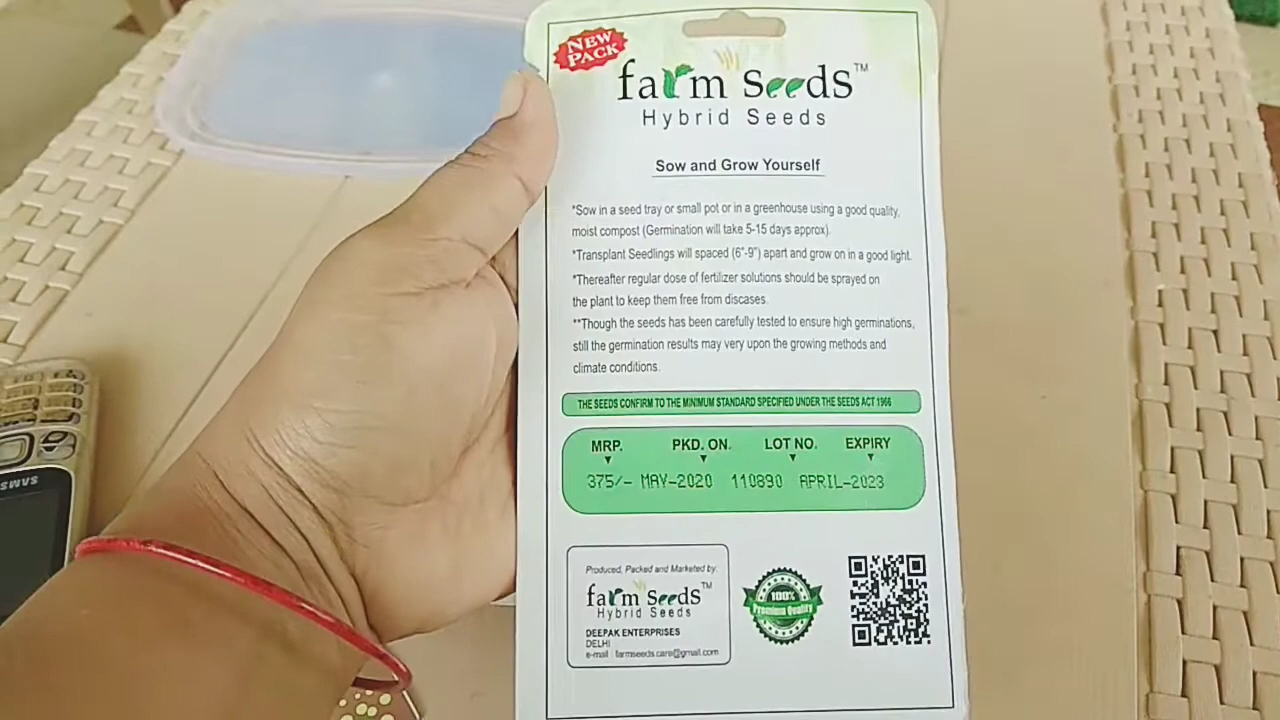 NEW
PACK
farm seeds™
Hybrid Seeds
Sow and Grow Yourself
*Sow in a seed tray or small pot or in a greenhouse using a good quality,
moist compost (Germination will take 5-15 days approx).
*Transplant Seedlings will spaced (6"-9") apart and grow on in a good light.
*Thereafter regular dose of fertilizer solutions should be sprayed on
the plant to keep them free from discases.
**Though the seeds has been carefully tested to ensure high germinations,
still the germination results may very upon the growing methods and
climate conditions.
THE SEEDS CONFIRM TO THE MINIMUM STANDARD SPECIFIED UNDER THE SEEDS ACT 1966
MRP. PKD. ON. LOT NO. EXPIRY
375/- MAY-2020 110890 APRIL-2023
Produced, Packed and Marketed by:
farm seeds™
Hybrid Seeds
DEEPAK ENTERPRISES
DELHI
e-mail : farmseeds.care@gmail.com
100%
Premium Quality
SAMSU